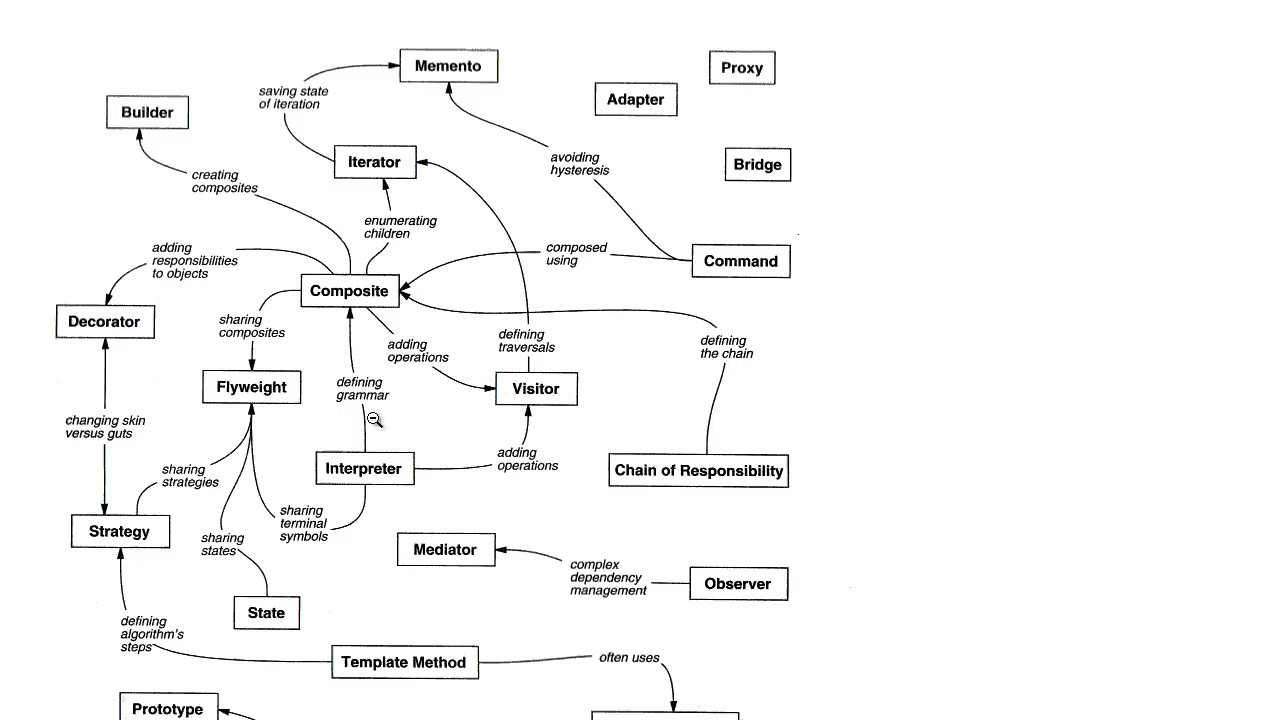 Memento
Proxy
Adapter
saving state
of iteration
Builder
Iterator
avoiding
hysteresis
Bridge
creating
composites
enumerating
children
adding
responsibilities
to objects
composed
using
Command
Composite
Decorator
sharing
composites
adding
operations
defining
traversals
defining
the chain
Flyweight
defining
grammar
Visitor
changing skin
versus guts
adding
operations
Interpreter
Chain of Responsibility
sharing
strategies
Strategy
sharing
terminal
symbols
sharing
states
Mediator
complex
dependency
management
Observer
State
defining
algorithm's
steps
Template Method
often uses
Prototype